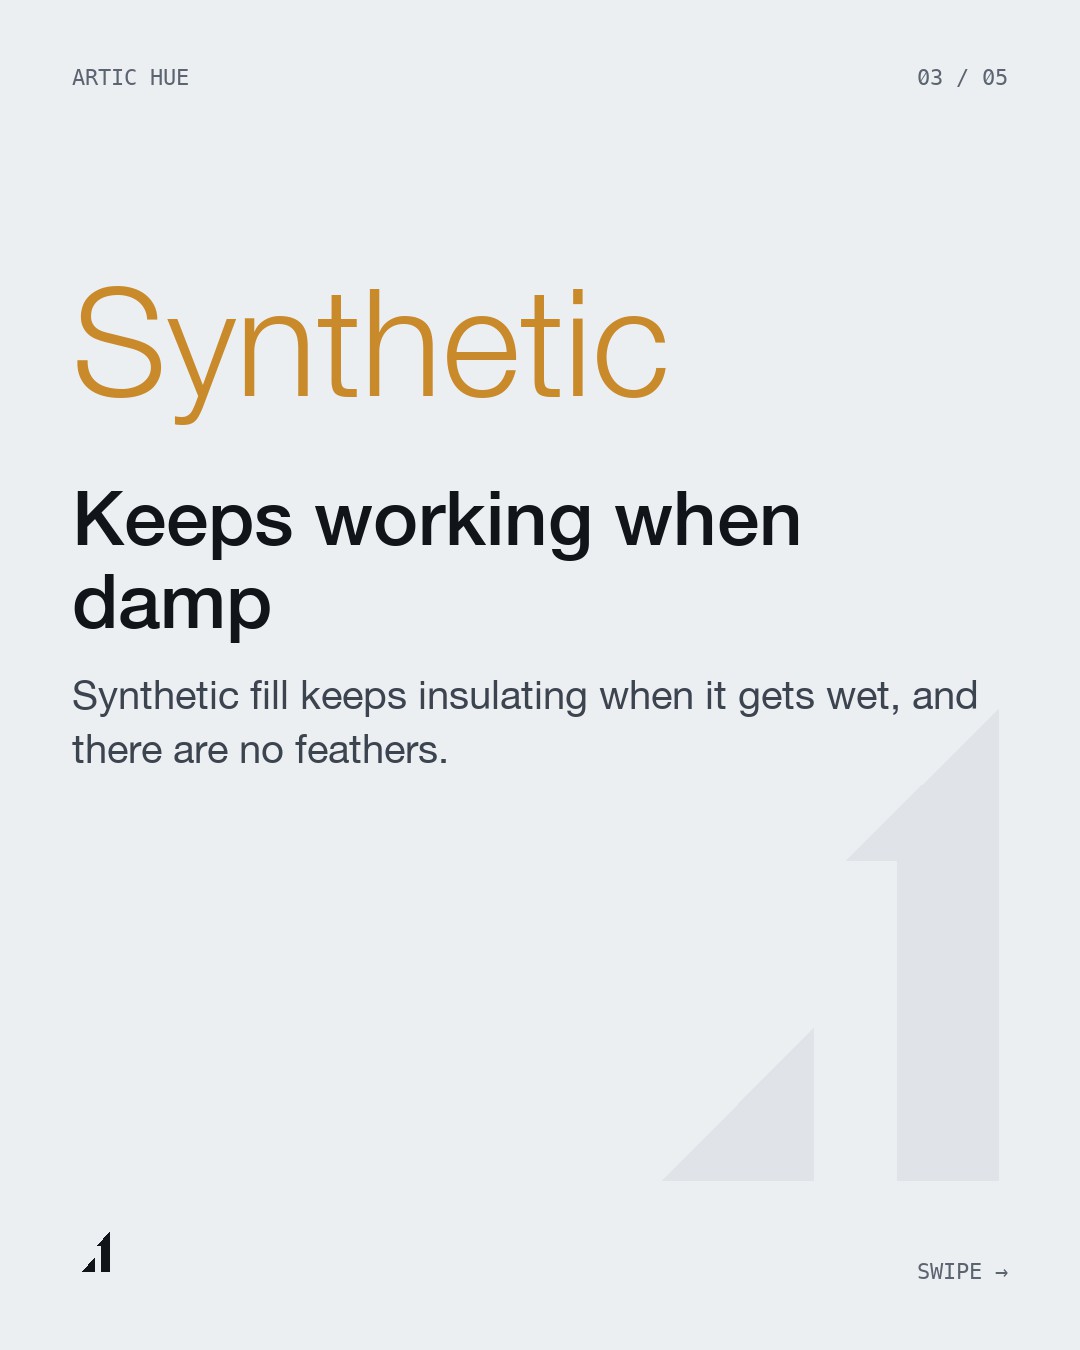 ARTIC HUE
03 / 05
Synthetic
Keeps working when
damp
Synthetic fill keeps insulating when it gets wet, and
there are no feathers.
SWIPE →